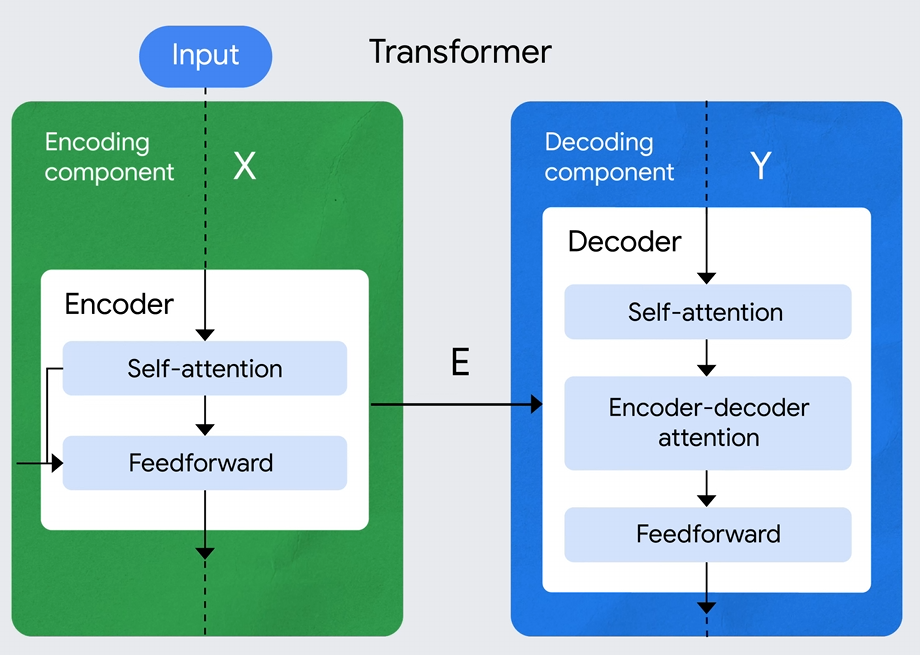 Input
Transformer
Encoding
component
X
Encoder
Self-attention
Feedforward
E
Decoding
component
Y
Decoder
Self-attention
Encoder-decoder
attention
Feedforward